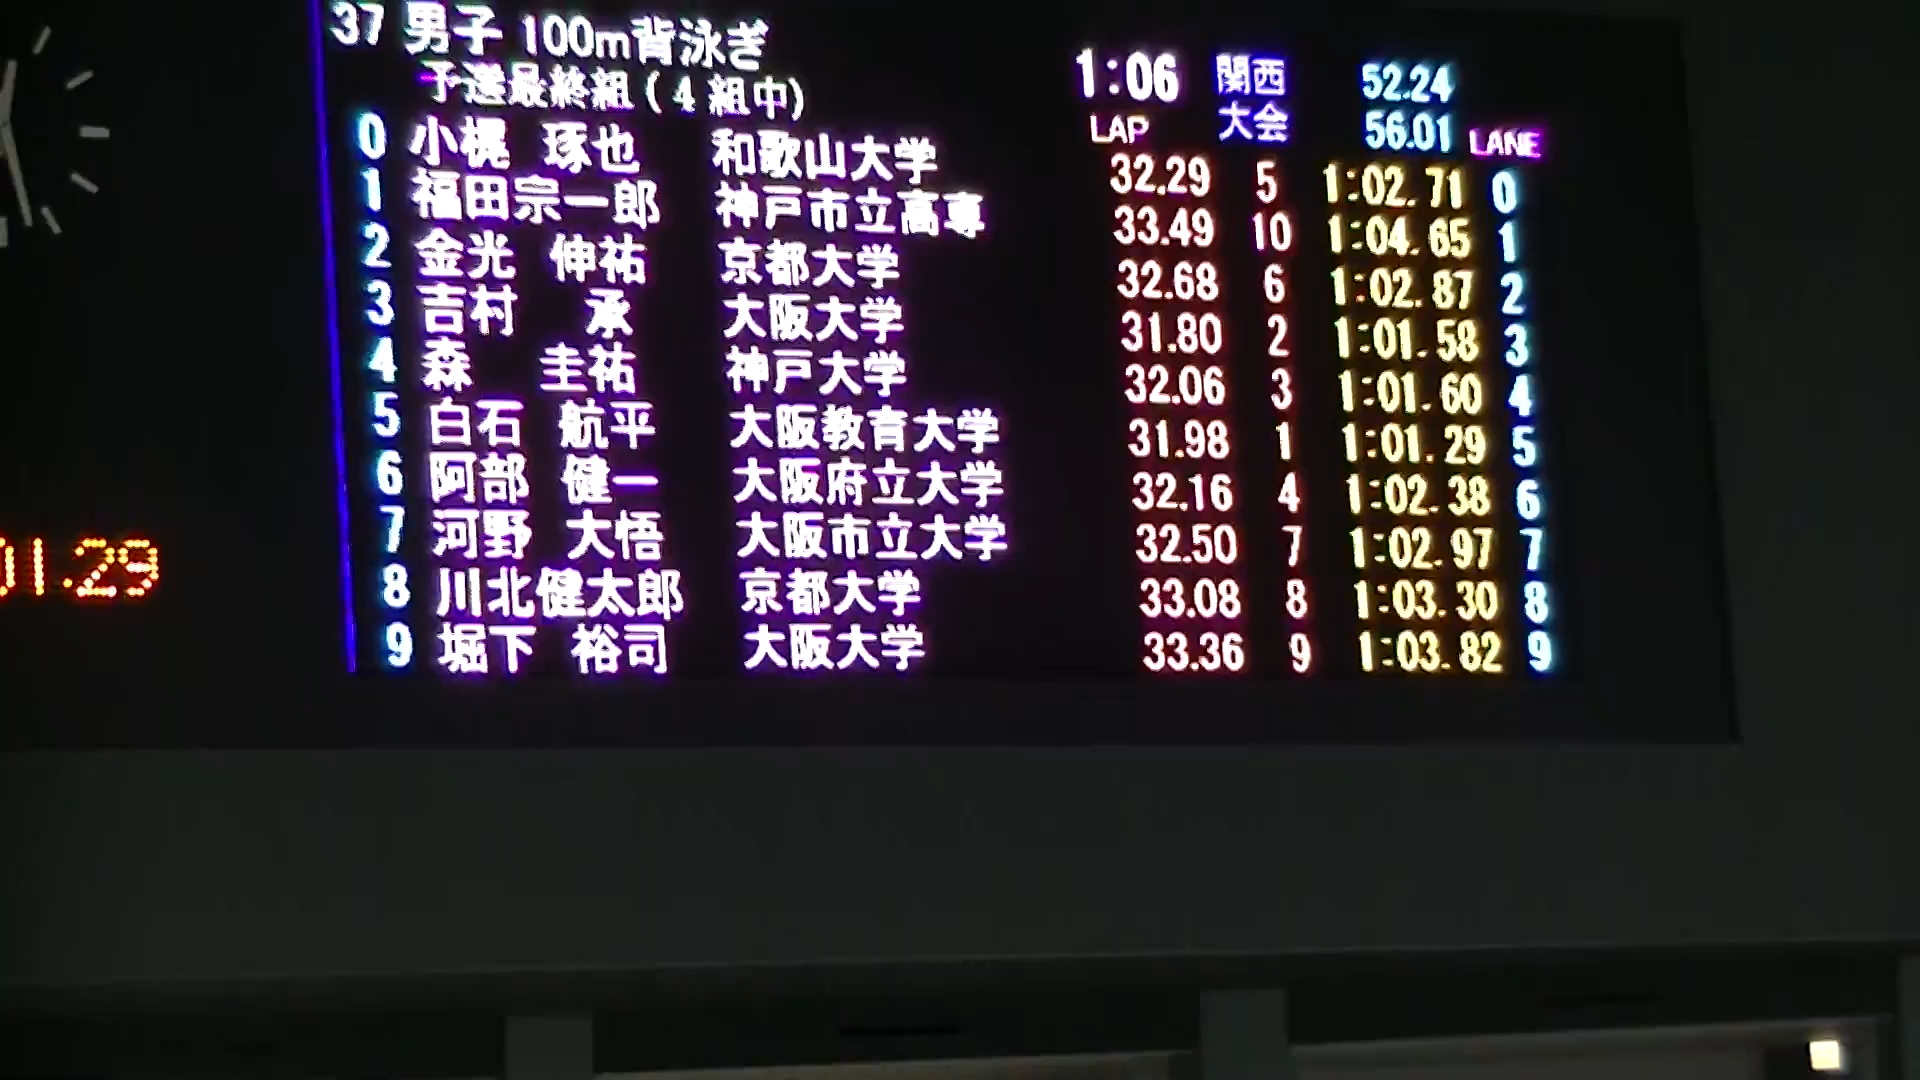 37 男子 100m背泳ぎ
予選最終組(4組中) 1:06 関西 52.24
LAP 大会 56.01 LANE
0 小梶 琢也 和歌山大学 32.29 5 1:02.71 0
1 福田宗一郎 神戸市立高専 33.49 10 1:04.65 1
2 金光 伸祐 京都大学 32.68 6 1:02.87 2
3 吉村 承 大阪大学 31.80 2 1:01.58 3
4 森 圭祐 神戸大学 32.06 3 1:01.60 4
5 白石 航平 大阪教育大学 31.98 1 1:01.29 5
6 阿部 健一 大阪府立大学 32.16 4 1:02.38 6
7 河野 大悟 大阪市立大学 32.50 7 1:02.97 7
8 川北健太郎 京都大学 33.08 8 1:03.30 8
9 堀下 裕司 大阪大学 33.36 9 1:03.82 9
01.29